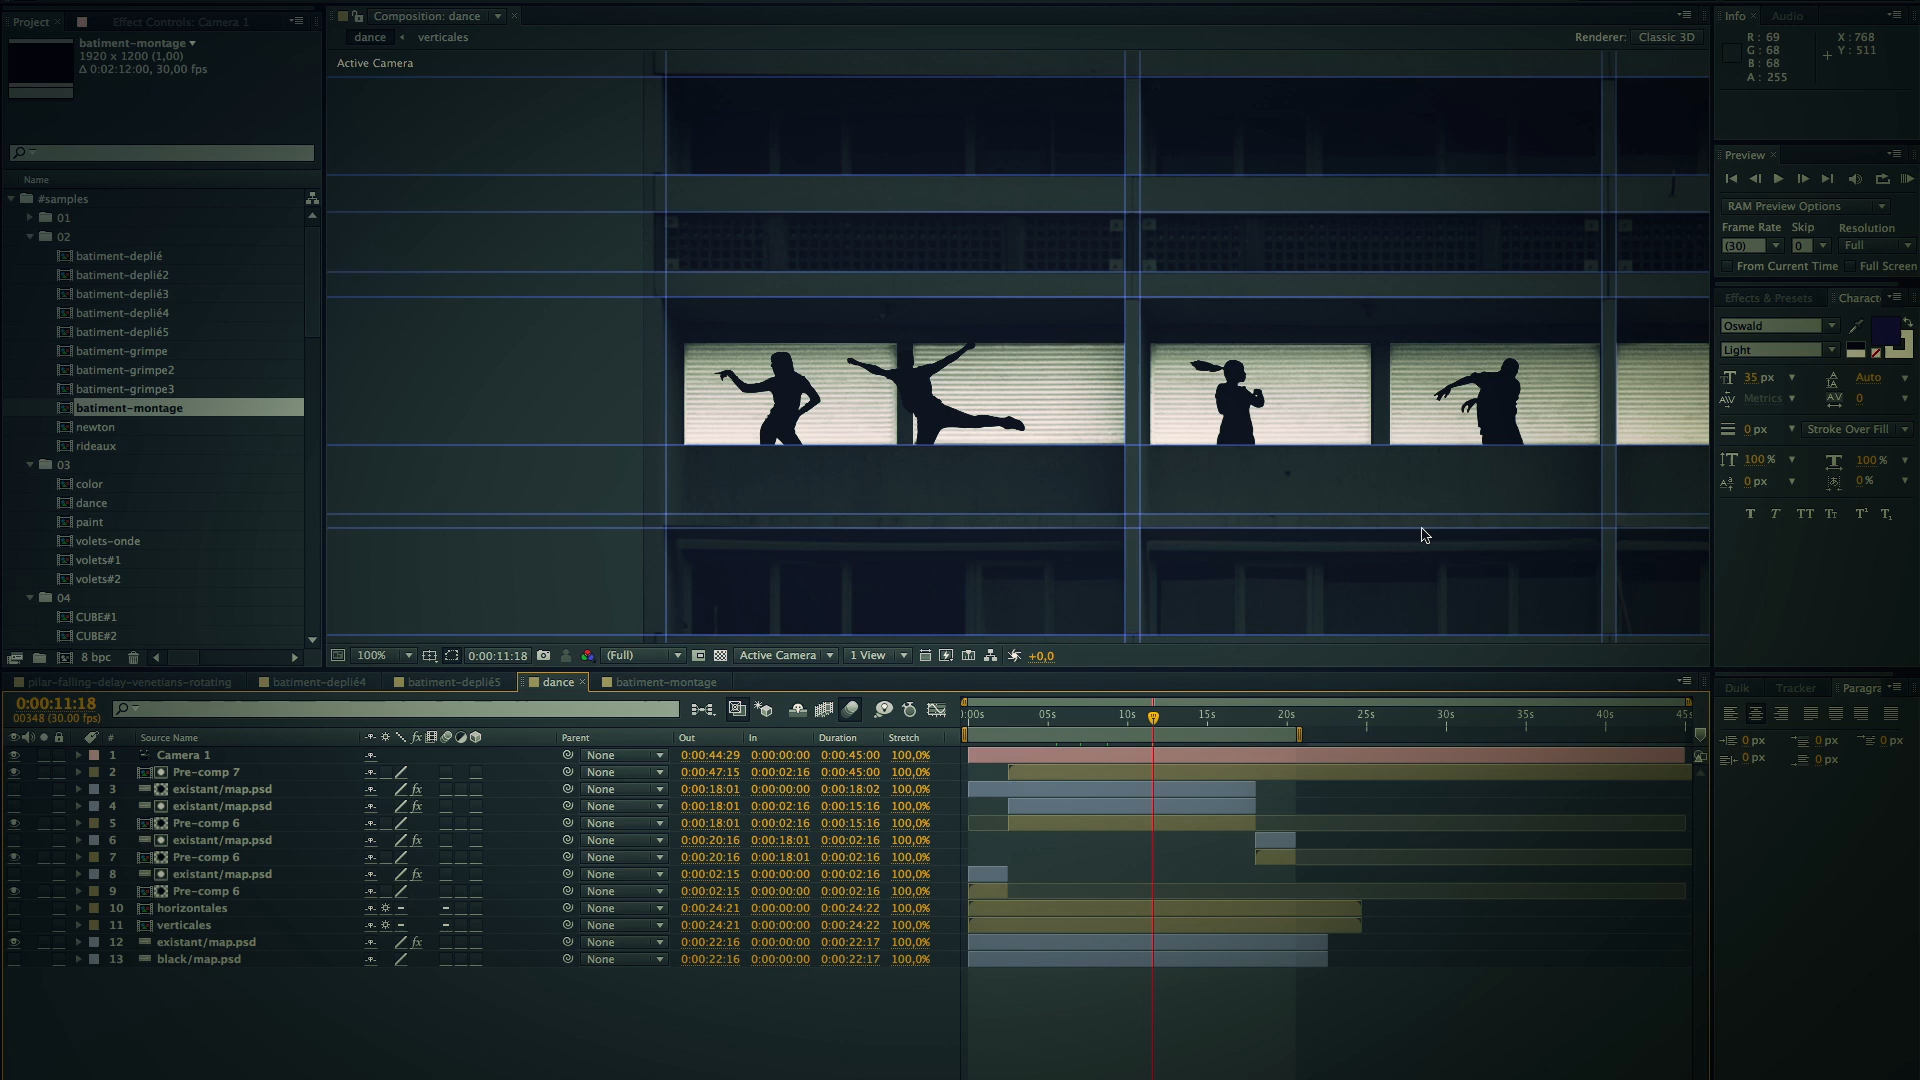 Project
Effect Controls: Camera 1
batiment-montage
1920 x 1200 (1,00)
Δ 0:02:12:00, 30,00 fps
Name
#samples
01
02
batiment-deplié
batiment-deplié2
batiment-deplié3
batiment-deplié4
batiment-deplié5
batiment-grimpe
batiment-grimpe2
batiment-grimpe3
batiment-montage
newton
rideaux
03
color
dance
paint
volets-onde
volets#1
volets#2
04
CUBE#1
CUBE#2
8 bpc
Composition: dance
dance verticales
Renderer: Classic 3D
Active Camera
100% 0:00:11:18 (Full) Active Camera 1 View +0,0
Info Audio
R: 69 X: 768
G: 68 Y: 511
B: 68
A: 255
Preview
RAM Preview Options
Frame Rate Skip Resolution
(30) 0 Full
From Current Time Full Screen
Effects & Presets Charact
Oswald
Light
35 px Auto
Metrics 0
0 px Stroke Over Fill
100 % 100 %
0 px 0 %
T T TT Tt T¹ T₁
pilar-falling-delay-venetians-rotating batiment-deplié4 batiment-deplié5 dance batiment-montage
0:00:11:18
00348 (30.00 fps)
0:00s 05s 10s 15s 20s 25s 30s 35s 40s 45s
# Source Name fx Parent Out In Duration Stretch
1 Camera 1 None 0:00:44:29 0:00:00:00 0:00:45:00 100,0%
2 Pre-comp 7 None 0:00:47:15 0:00:02:16 0:00:45:00 100,0%
3 existant/map.psd fx None 0:00:18:01 0:00:00:00 0:00:18:02 100,0%
4 existant/map.psd fx None 0:00:18:01 0:00:02:16 0:00:15:16 100,0%
5 Pre-comp 6 None 0:00:18:01 0:00:02:16 0:00:15:16 100,0%
6 existant/map.psd fx None 0:00:20:16 0:00:18:01 0:00:02:16 100,0%
7 Pre-comp 6 None 0:00:20:16 0:00:18:01 0:00:02:16 100,0%
8 existant/map.psd fx None 0:00:02:15 0:00:00:00 0:00:02:16 100,0%
9 Pre-comp 6 None 0:00:02:15 0:00:00:00 0:00:02:16 100,0%
10 horizontales None 0:00:24:21 0:00:00:00 0:00:24:22 100,0%
11 verticales None 0:00:24:21 0:00:00:00 0:00:24:22 100,0%
12 existant/map.psd fx None 0:00:22:16 0:00:00:00 0:00:22:17 100,0%
13 black/map.psd None 0:00:22:16 0:00:00:00 0:00:22:17 100,0%
Duik Tracker Paragra
0 px 0 px 0 px
0 px 0 px